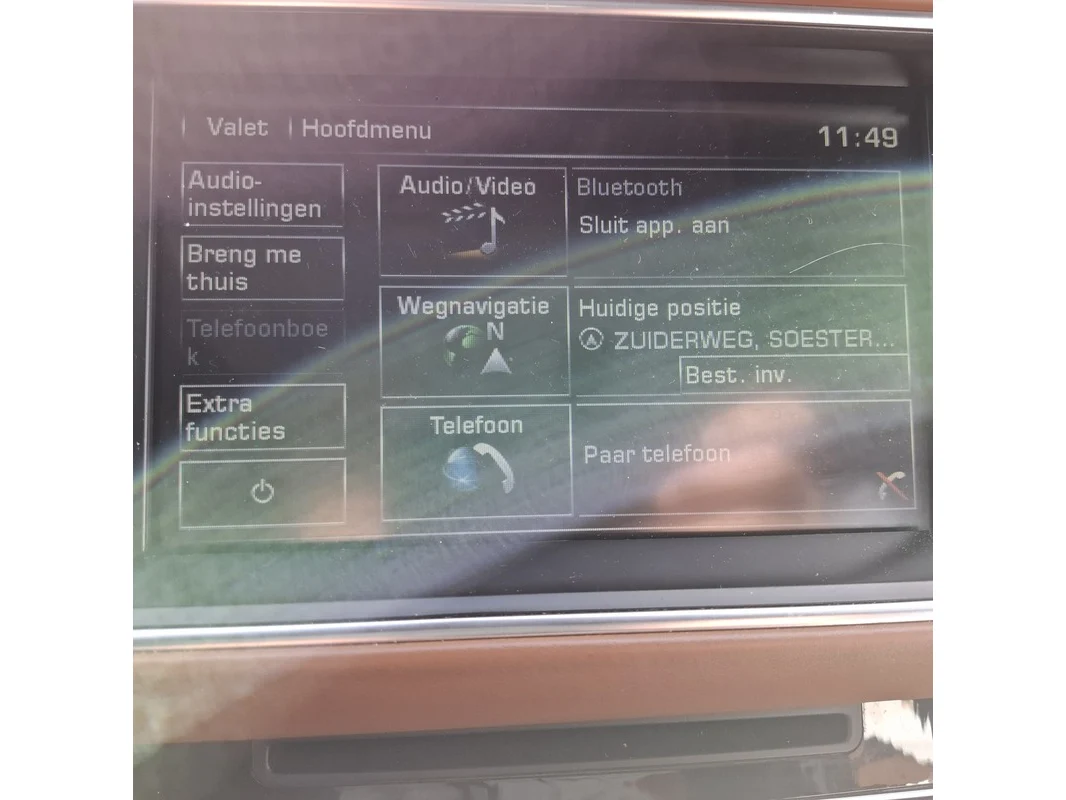 Valet
Hoofdmenu
11:49
Audio-
instellingen
Breng me
thuis
Telefoonboe
k
Extra
functies
Audio/Video
Bluetooth
Sluit app. aan
Wegnavigatie
N
Huidige positie
ZUIDERWEG, SOESTER...
Best. inv.
Telefoon
Paar telefoon